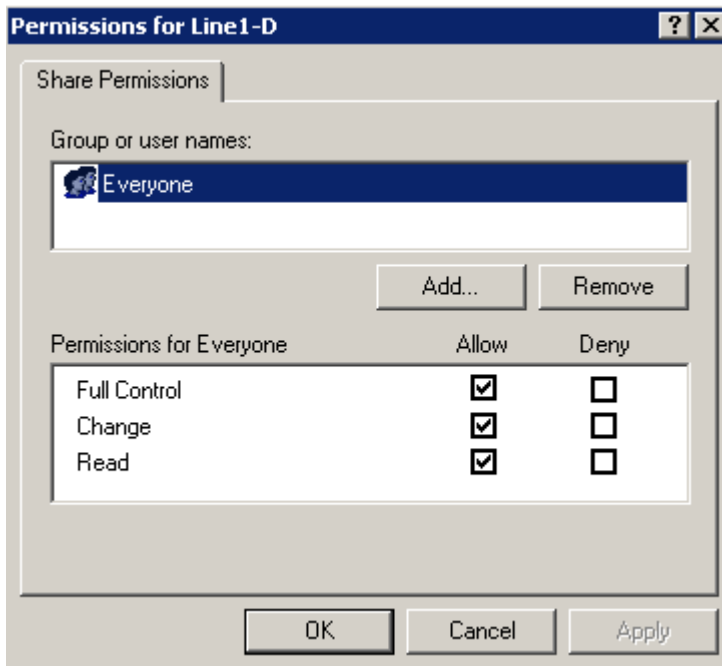 Permissions for Line1-D
Share Permissions
Group or user names:
Everyone
Add... Remove
Permissions for Everyone Allow Deny
Full Control
Change
Read
OK Cancel Apply